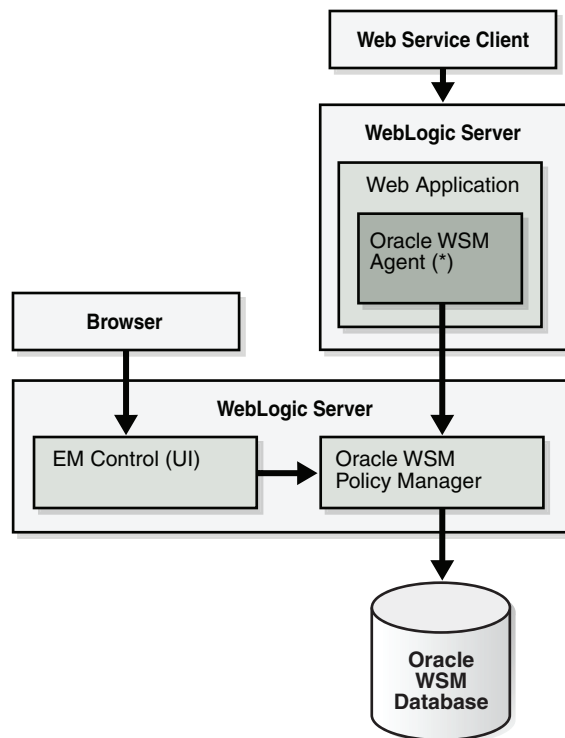 Web Service Client
WebLogic Server
Web Application
Oracle WSM
Agent (*)
Browser
WebLogic Server
EM Control (UI)
Oracle WSM
Policy Manager
Oracle
WSM
Database